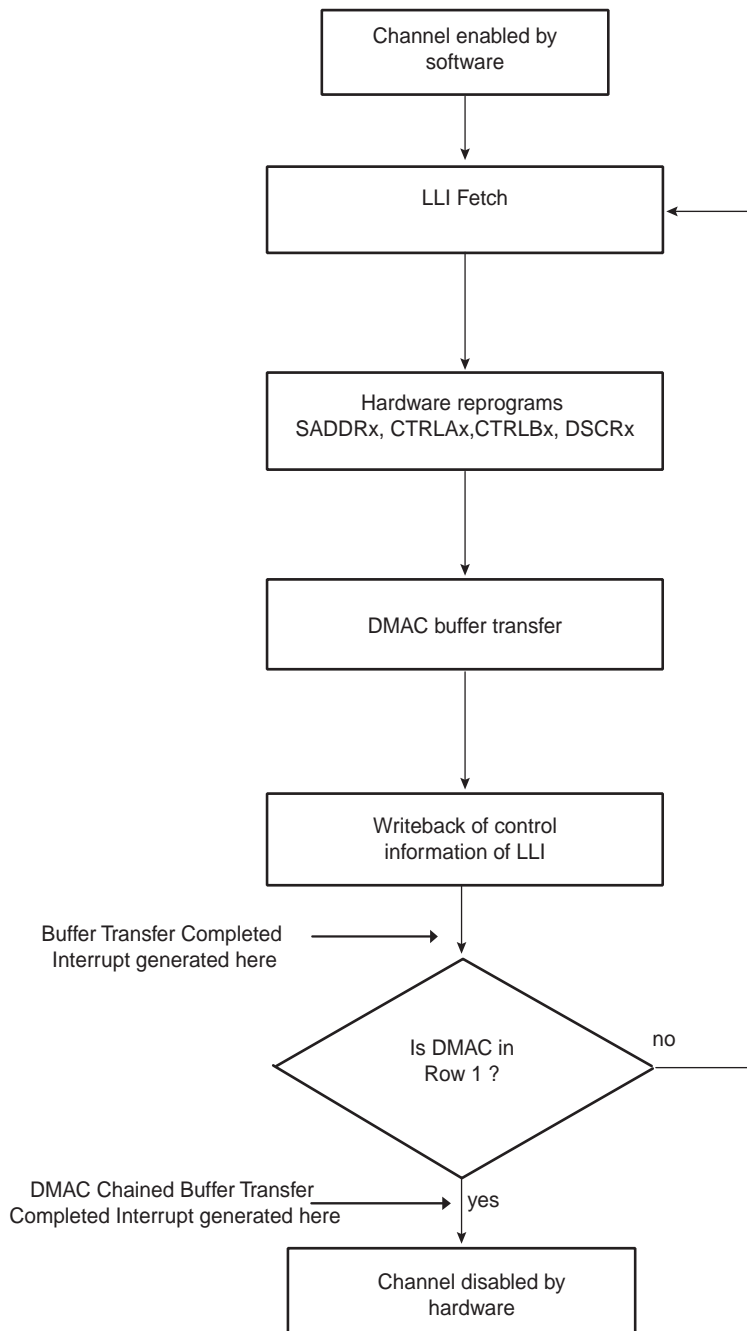 Channel enabled by
software
LLI Fetch
Hardware reprograms
SADDRx, CTRLAx,CTRLBx, DSCRx
DMAC buffer transfer
Writeback of control
information of LLI
Buffer Transfer Completed
Interrupt generated here
Is DMAC in
Row 1 ?
no
DMAC Chained Buffer Transfer
Completed Interrupt generated here
yes
Channel disabled by
hardware